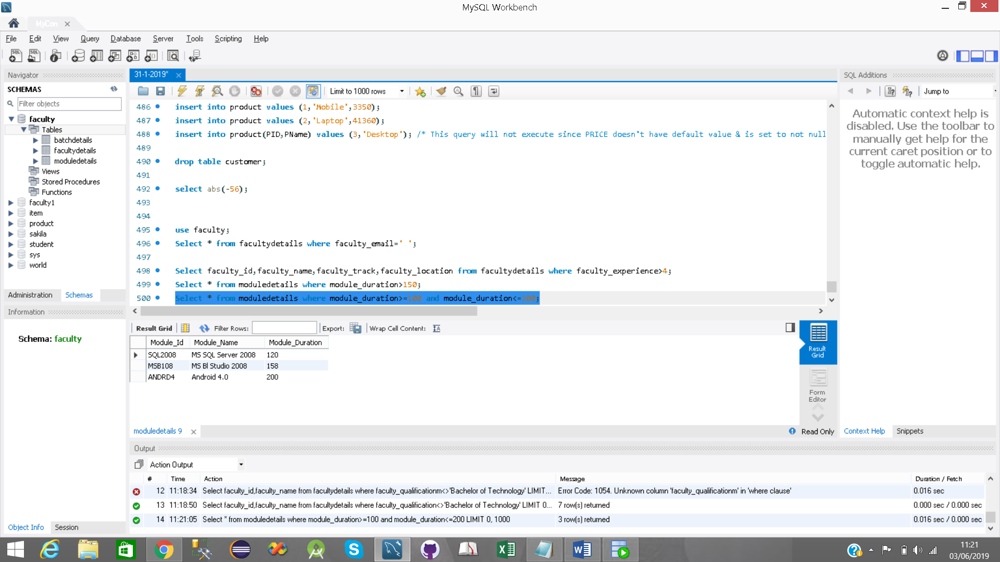 MySQL Workbench
MyCon
File Edit View Query Database Server Tools Scripting Help
Navigator
SCHEMAS
Filter objects
faculty
Tables
batchdetails
facultydetails
moduledetails
Views
Stored Procedures
Functions
faculty1
item
product
sakila
student
sys
world
Administration Schemas
Information
Schema: faculty
Object Info Session
31-1-2019*
Limit to 1000 rows
486 insert into product values (1,'Mobile',3350);
487 insert into product values (2,'Laptop',41360);
488 insert into product(PID,PName) values (3,'Desktop'); /* This query will not execute since PRICE doesn't have default value & is set to not null
489
490 drop table customer;
491
492 select abs(-56);
493
494
495 use faculty;
496 Select * from facultydetails where faculty_email=' ';
497
498 Select faculty_id,faculty_name,faculty_track,faculty_location from facultydetails where faculty_experience>4;
499 Select * from moduledetails where module_duration>150;
500 Select * from moduledetails where module_duration>=100 and module_duration<=200;
Result Grid Filter Rows: Export: Wrap Cell Content: IA
Module_Id Module_Name Module_Duration
SQL2008 MS SQL Server 2008 120
MSB108 MS BI Studio 2008 158
ANDRD4 Android 4.0 200
Result
Grid
Form
Editor
moduledetails 9
Read Only
SQL Additions
Jump to
Automatic context help is
disabled. Use the toolbar to
manually get help for the
current caret position or to
toggle automatic help.
Context Help Snippets
Output
Action Output
# Time Action Message Duration / Fetch
12 11:18:34 Select faculty_id,faculty_name from facultydetails where faculty_qualificationm<>'Bachelor of Technology' LIMIT... Error Code: 1054. Unknown column 'faculty_qualificationm' in 'where clause' 0.016 sec
13 11:18:50 Select faculty_id,faculty_name from facultydetails where faculty_qualification<>'Bachelor of Technology' LIMIT 0... 7 row(s) returned 0.000 sec / 0.000 sec
14 11:21:05 Select * from moduledetails where module_duration>=100 and module_duration<=200 LIMIT 0, 1000 3 row(s) returned 0.016 sec / 0.000 sec
11:21
03/06/2019